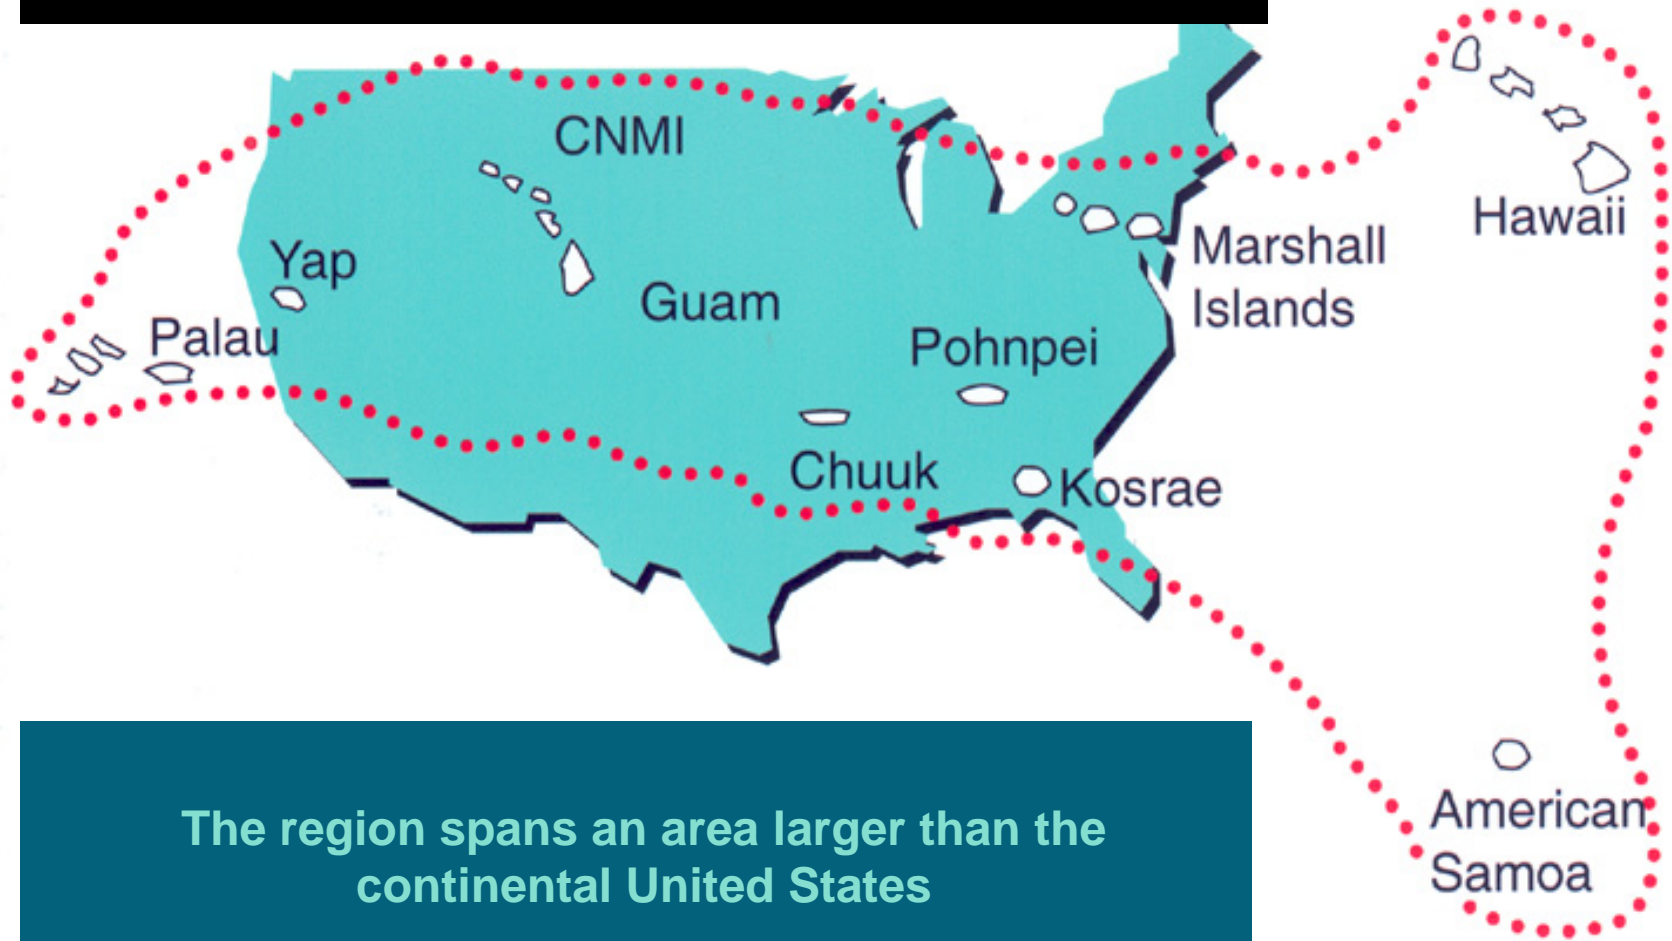 CNMI
Hawaii
Marshall
Islands
Yap
Guam
Palau
Pohnpei
Chuuk
Kosrae
American
Samoa
The region spans an area larger than the
continental United States